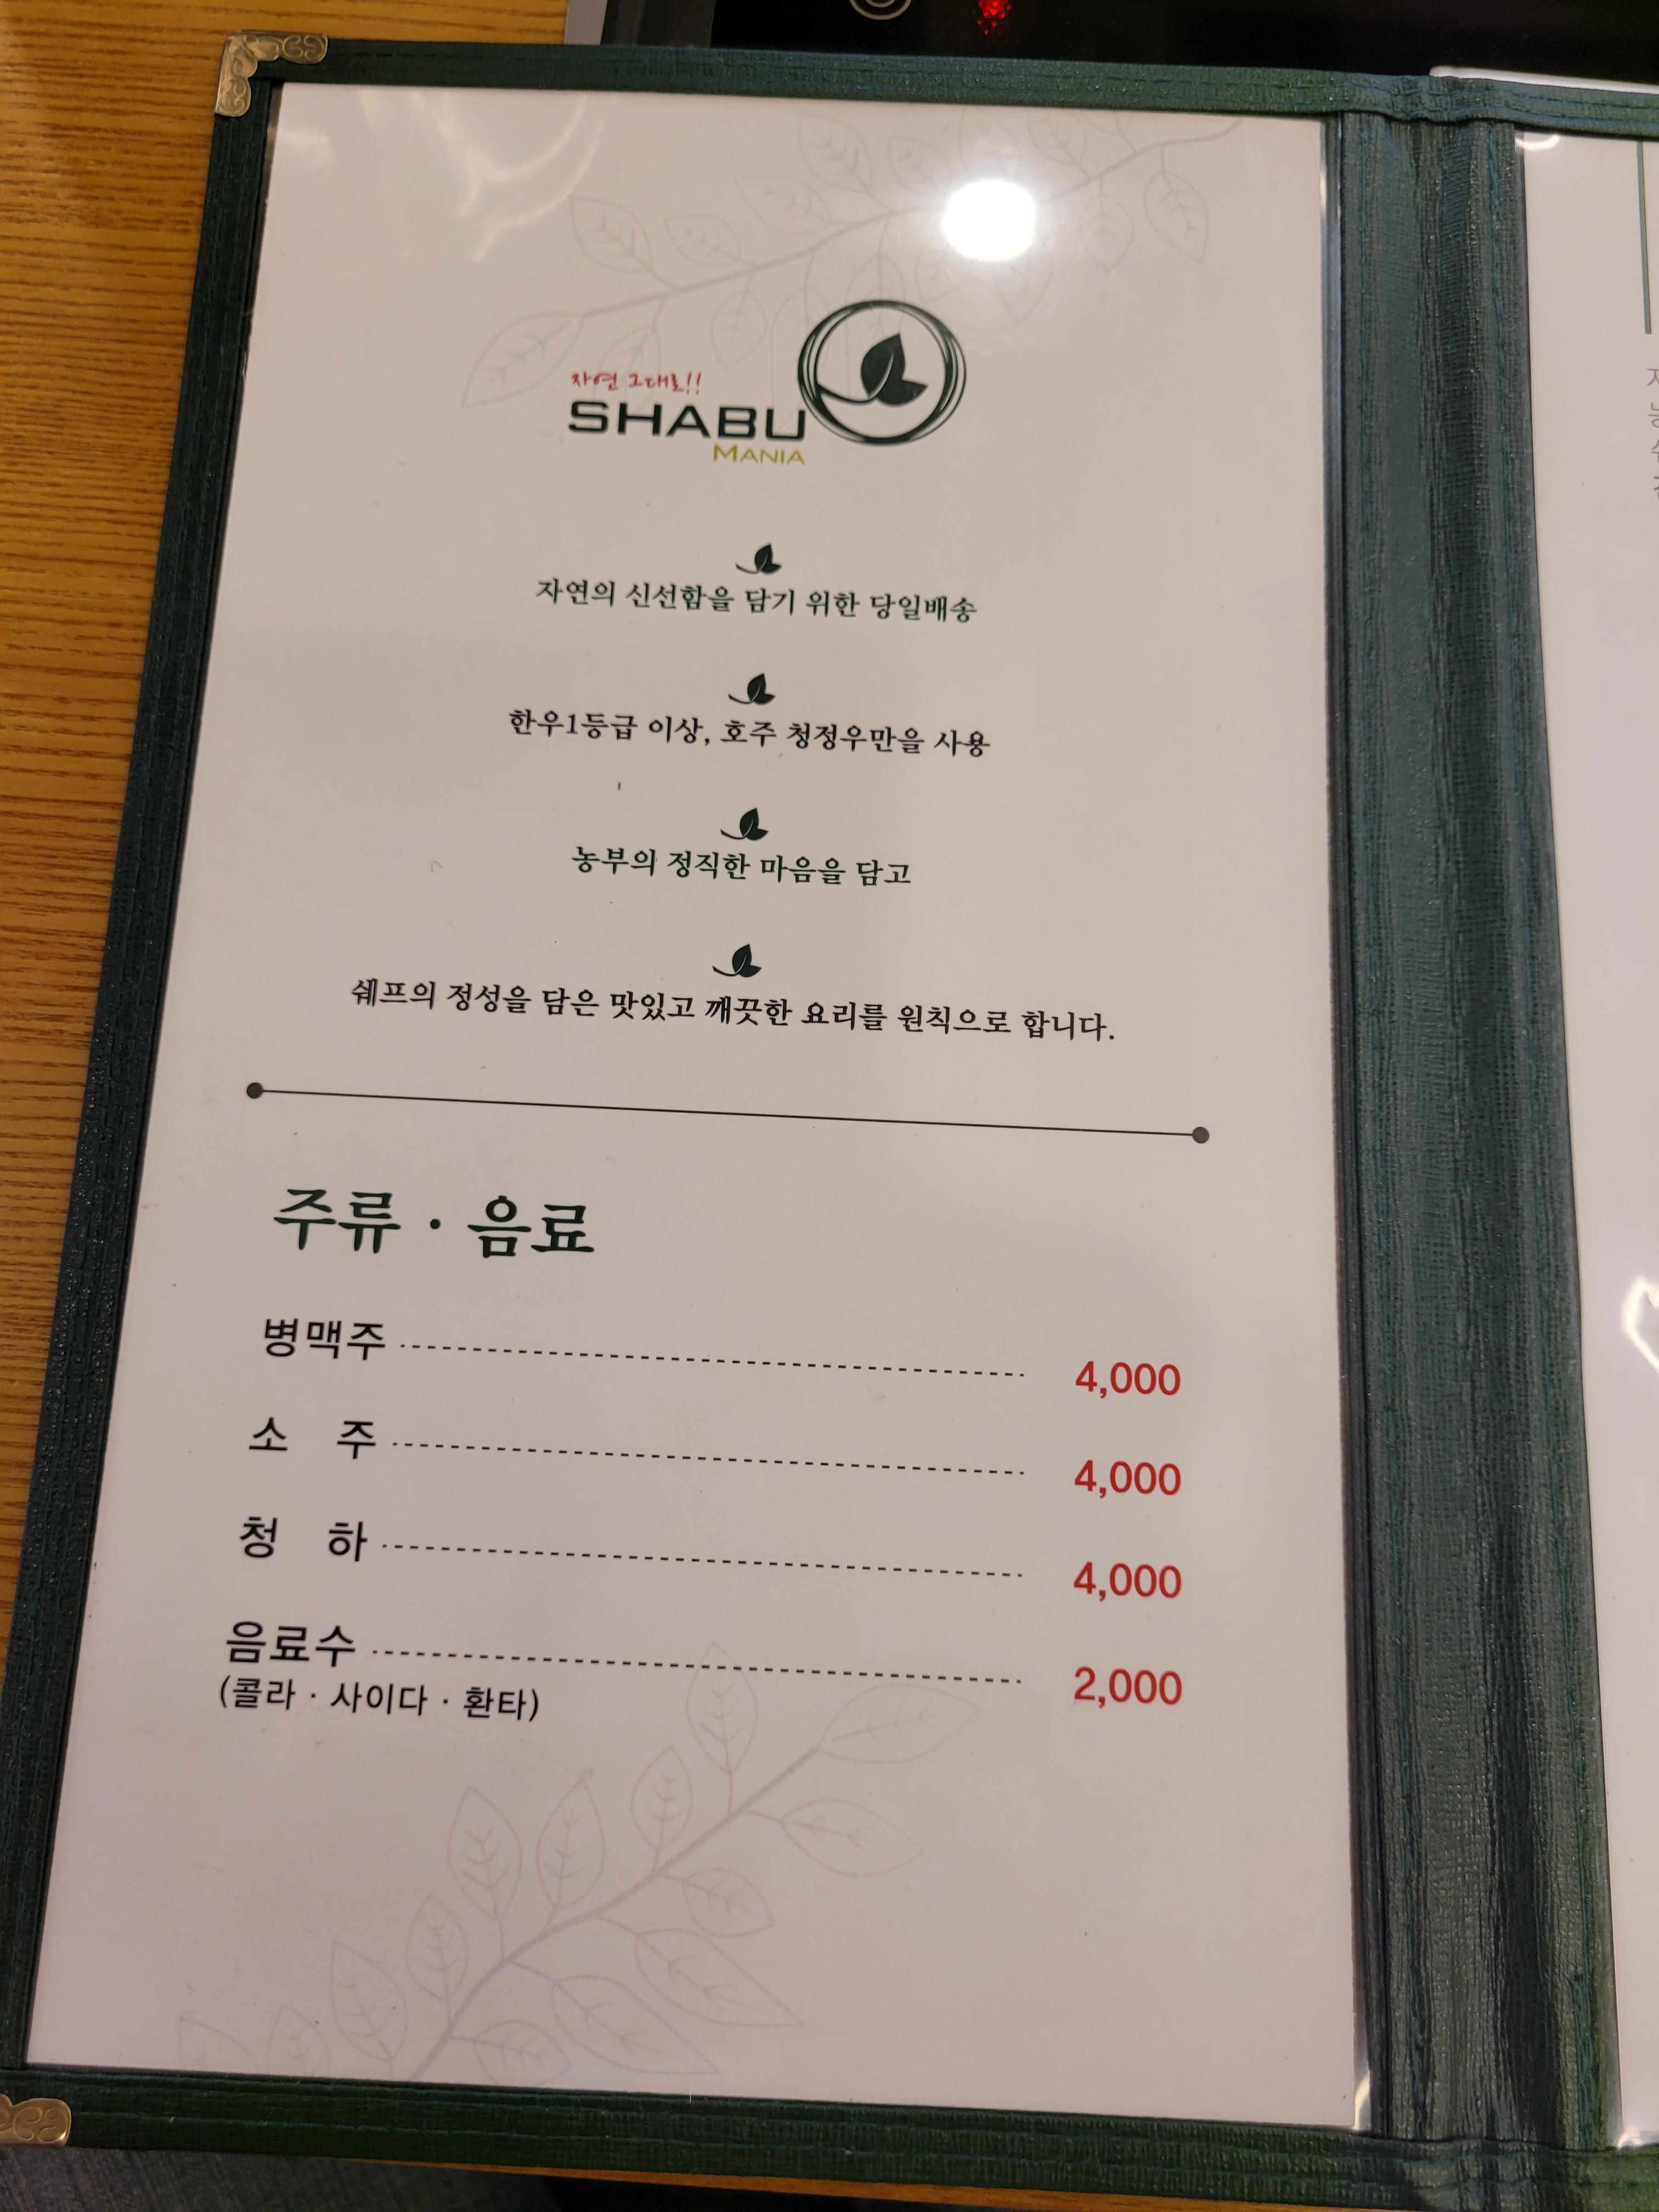 자연 그대로!!
SHABU
MANIA
자연의 신선함을 담기 위한 당일배송
한우1등급 이상, 호주 청정우만을 사용
농부의 정직한 마음을 담고
쉐프의 정성을 담은 맛있고 깨끗한 요리를 원칙으로 합니다.
주류 · 음료
병맥주 4,000
소 주 4,000
청 하 4,000
음료수 2,000
(콜라 · 사이다 · 환타)